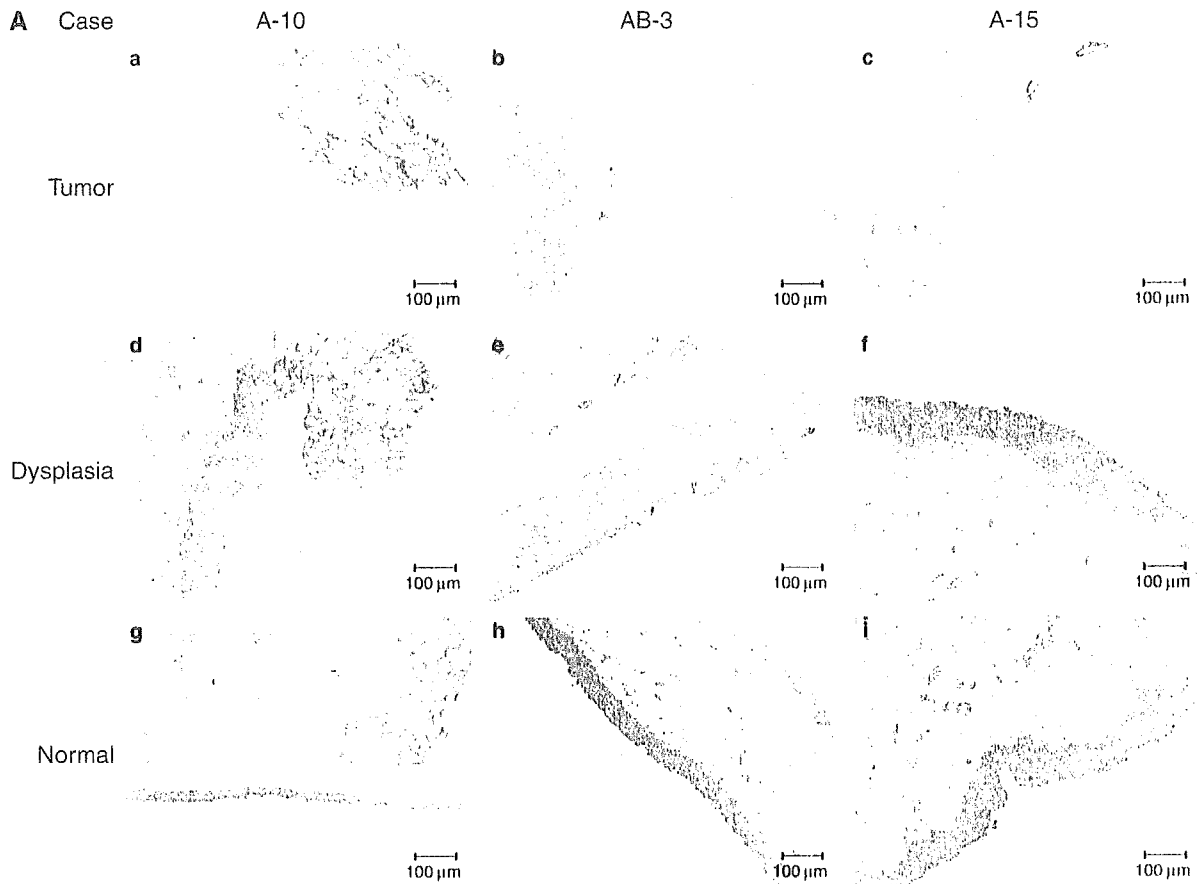 A Case A-10 AB-3 A-15
a b c
Tumor
100 µm 100 µm 100 µm
d e f
Dysplasia
100 µm 100 µm 100 µm
g h i
Normal
100 µm 100 µm 100 µm